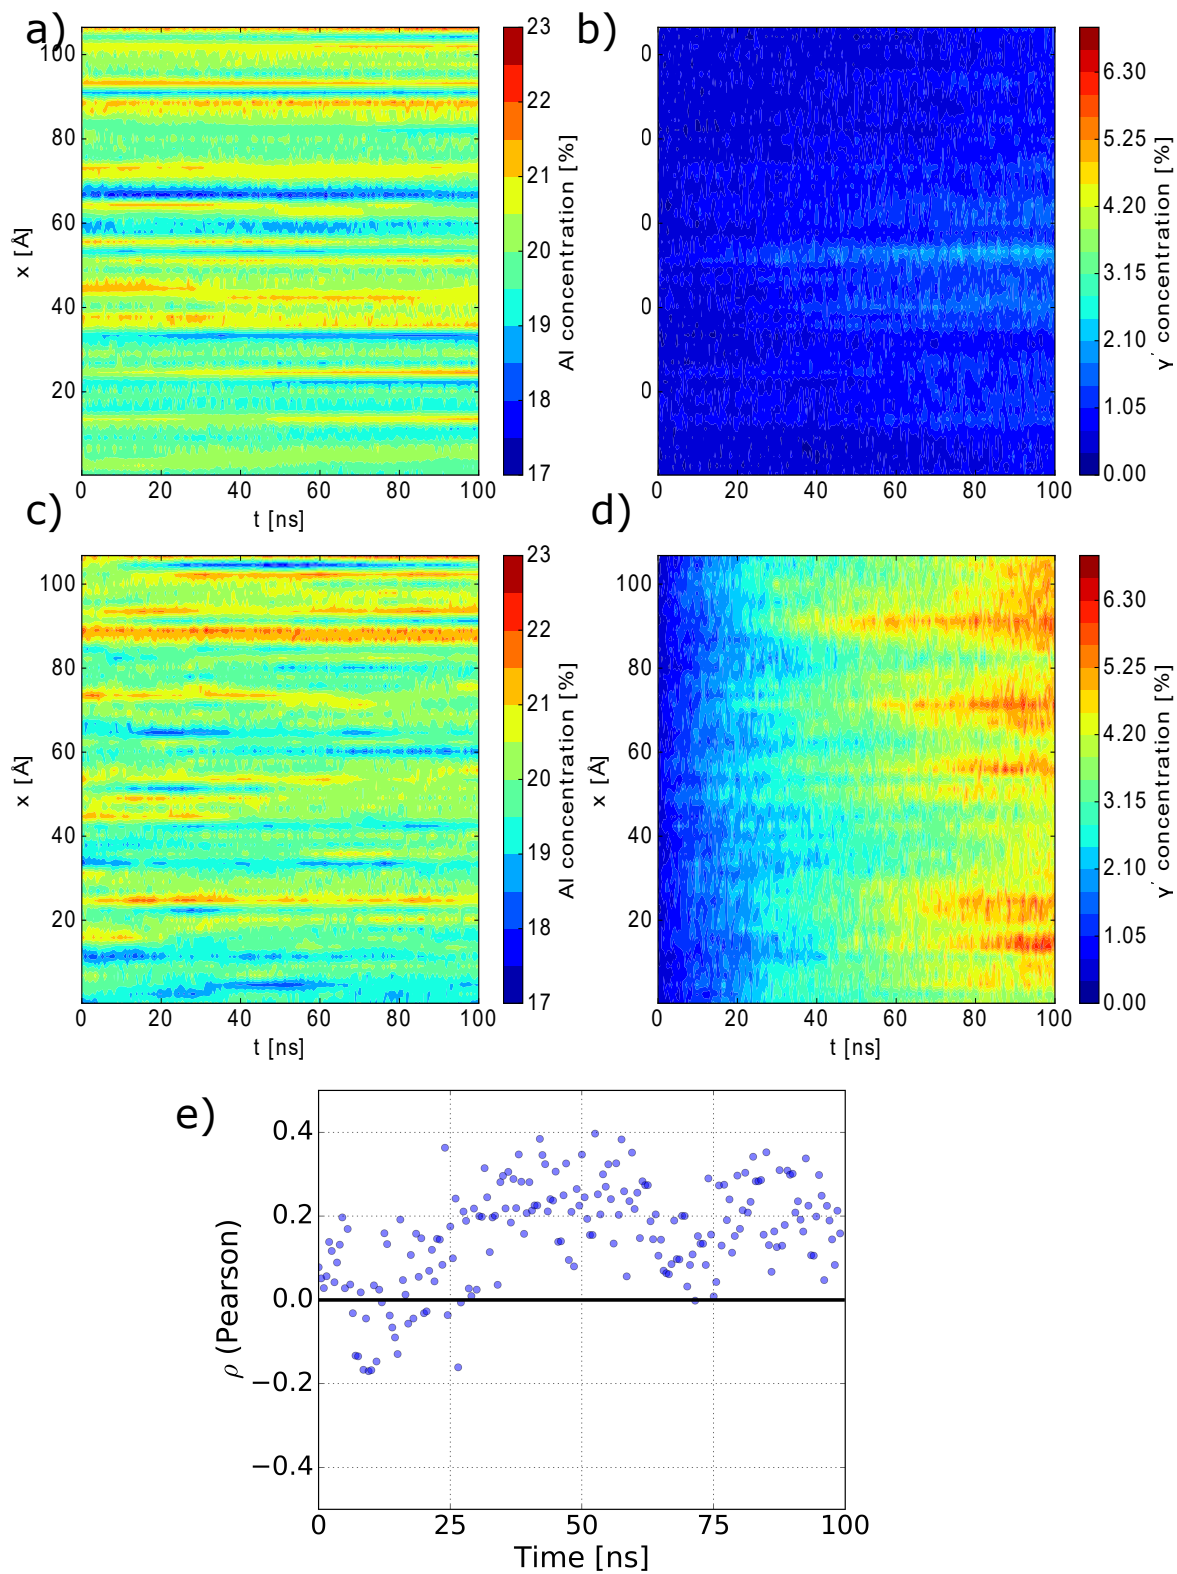 a)
b)
100
80
60
40
20
x [Å]
0 20 40 60 80 100
t [ns]
23
22
21
20
19
18
17
Al concentration [%]
0
0
0
0
0
0 20 40 60 80 100
6.30
5.25
4.20
3.15
2.10
1.05
0.00
γ′ concentration [%]
c)
d)
100
80
60
40
20
x [Å]
0 20 40 60 80 100
t [ns]
23
22
21
20
19
18
17
Al concentration [%]
100
80
60
40
20
x [Å]
0 20 40 60 80 100
t [ns]
6.30
5.25
4.20
3.15
2.10
1.05
0.00
γ′ concentration [%]
e)
0.4
0.2
0.0
−0.2
−0.4
ρ (Pearson)
0 25 50 75 100
Time [ns]